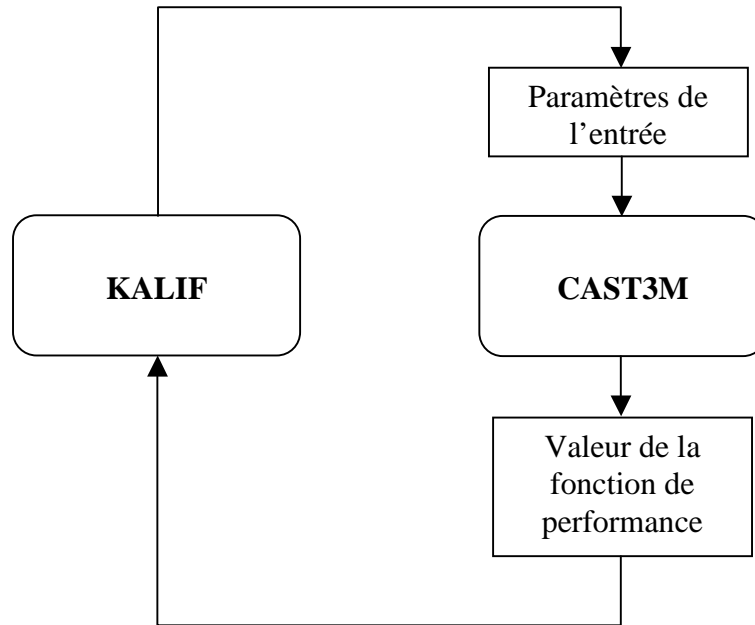 Paramètres de
l’entrée
KALIF
CAST3M
Valeur de la
fonction de
performance